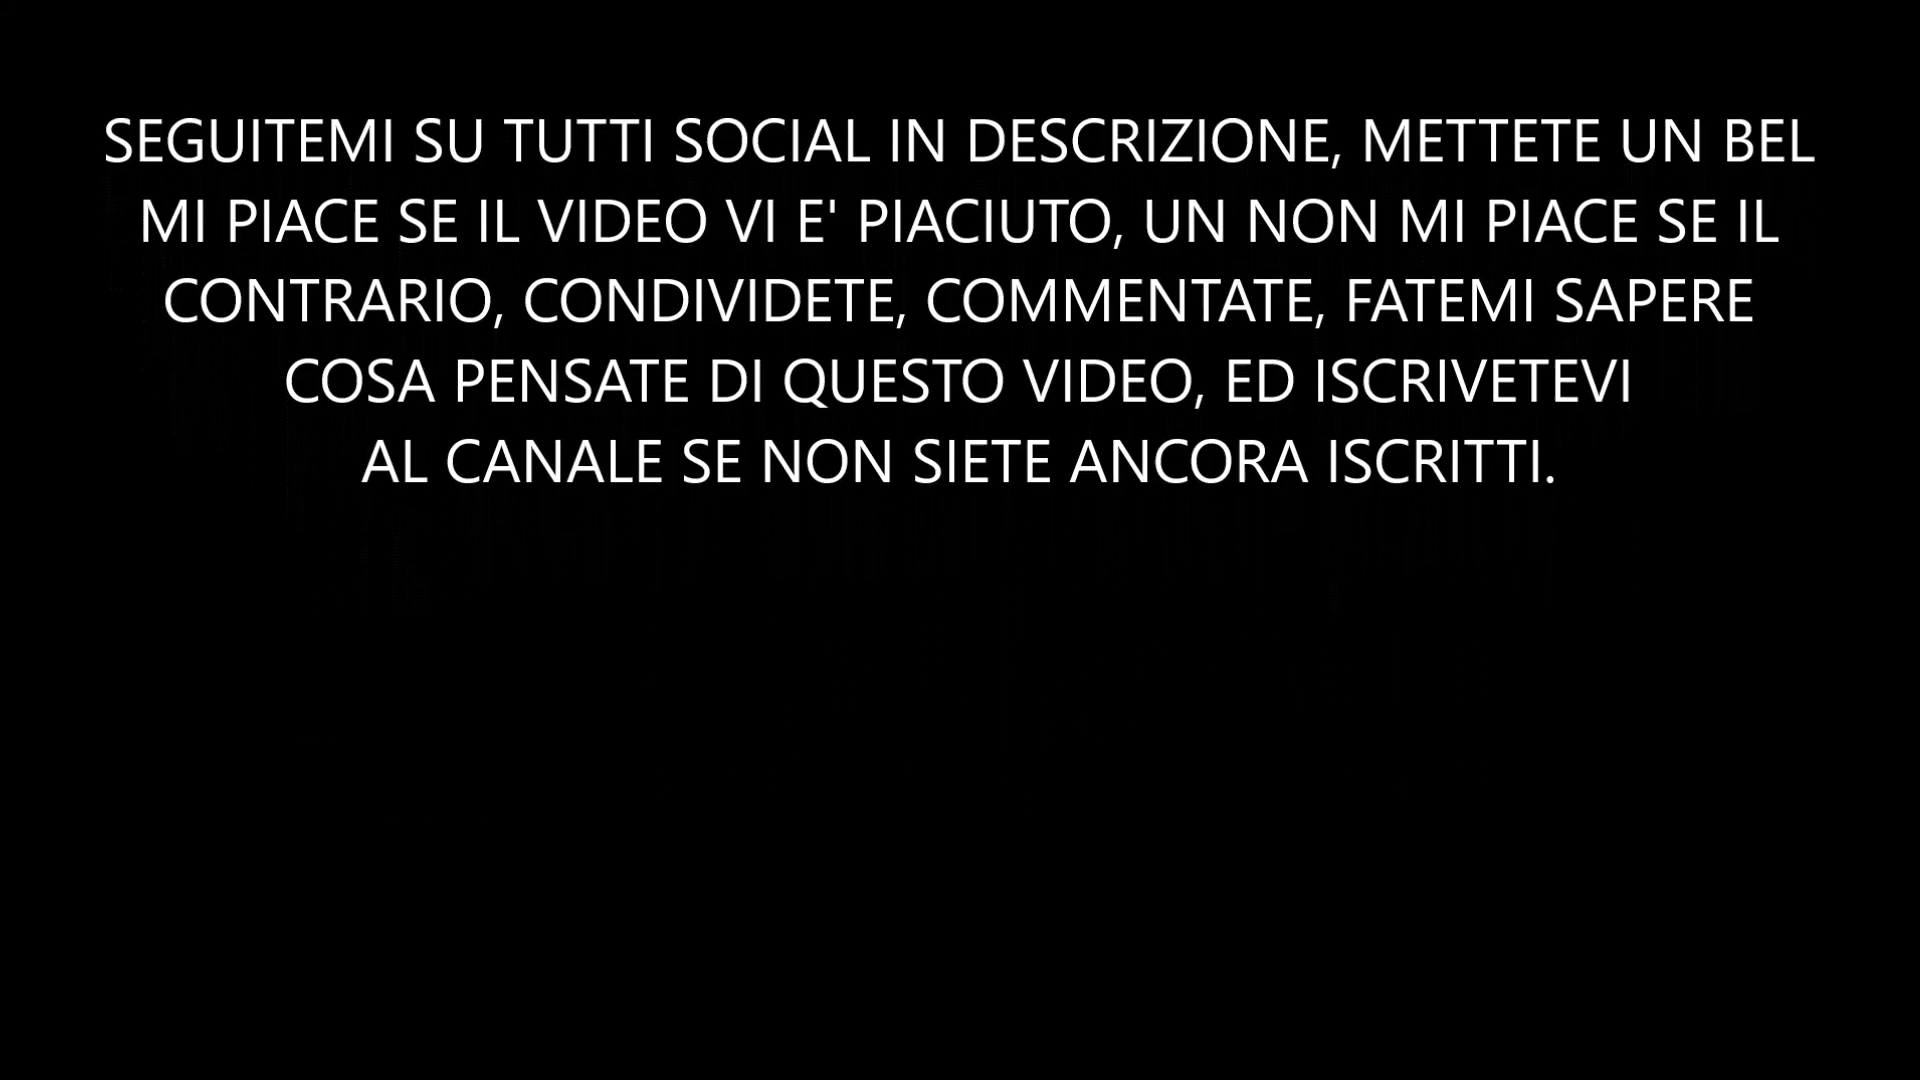 SEGUITEMI SU TUTTI SOCIAL IN DESCRIZIONE, METTETE UN BEL
MI PIACE SE IL VIDEO VI E' PIACIUTO, UN NON MI PIACE SE IL
CONTRARIO, CONDIVIDETE, COMMENTATE, FATEMI SAPERE
COSA PENSATE DI QUESTO VIDEO, ED ISCRIVETEVI
AL CANALE SE NON SIETE ANCORA ISCRITTI.